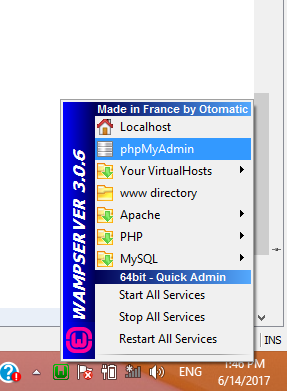 Made in France by Otomatic
WAMPSERVER 3.0.6
Localhost
phpMyAdmin
Your VirtualHosts
www directory
Apache
PHP
MySQL
64bit - Quick Admin
Start All Services
Stop All Services
Restart All Services
INS
ENG
1:46 PM
6/14/2017